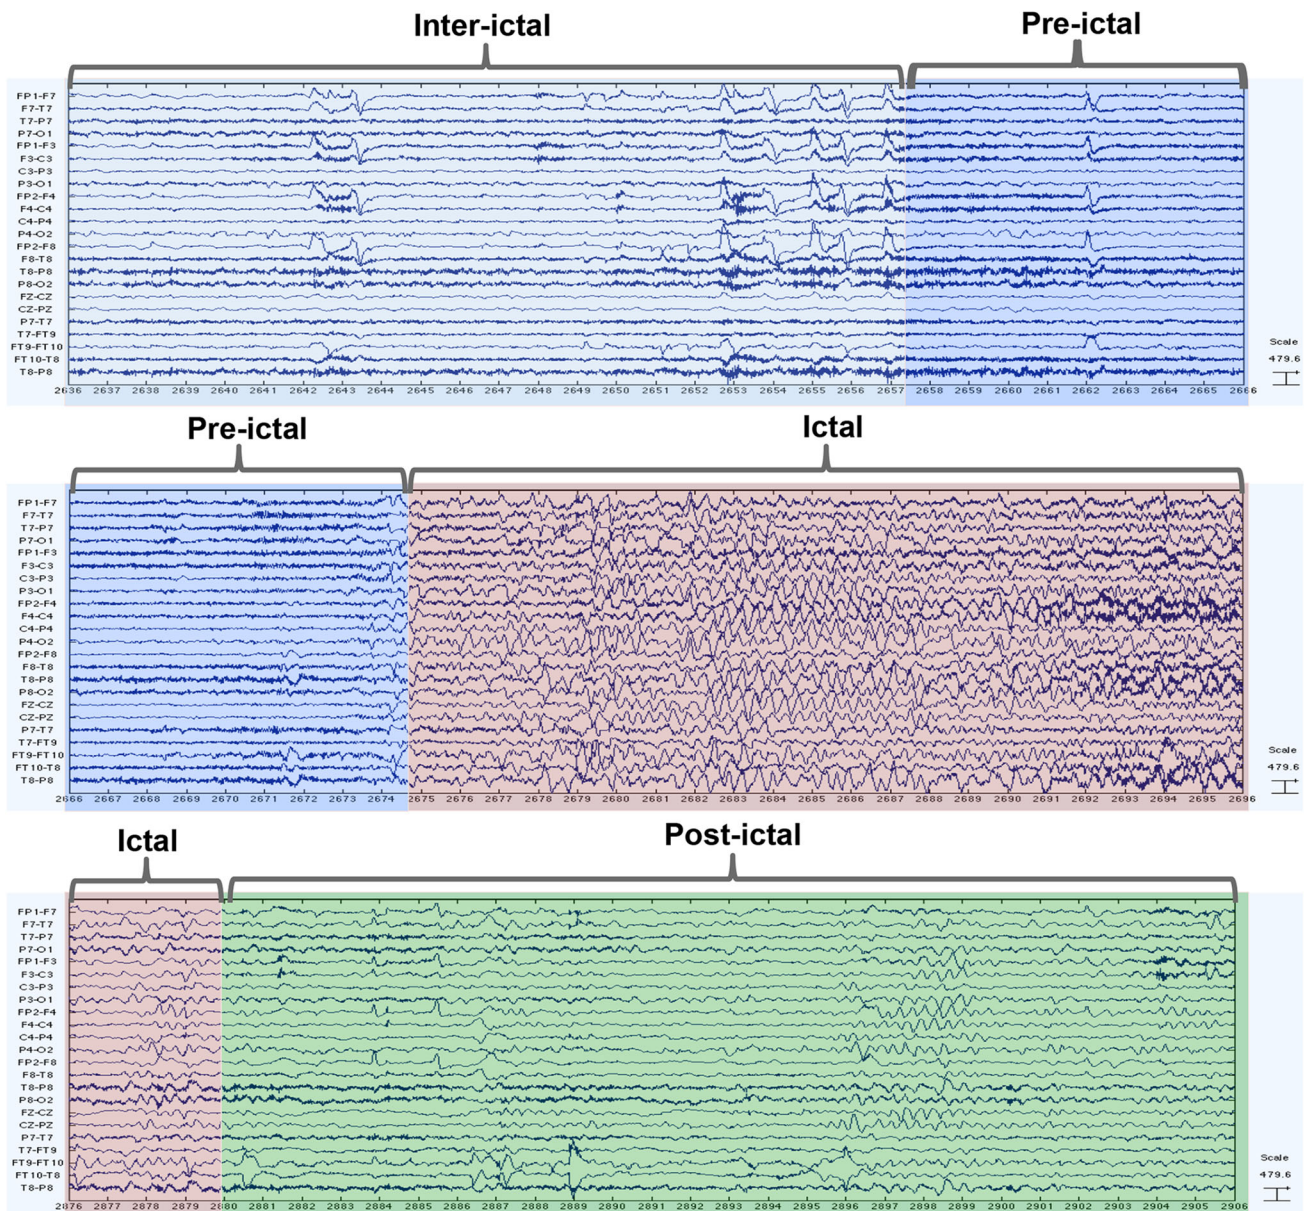 Inter-ictal Pre-ictal
FP1-F7
F7-T7
T7-P7
P7-O1
FP1-F3
F3-C3
C3-P3
P3-O1
FP2-F4
F4-C4
C4-P4
P4-O2
FP2-F8
F8-T8
T8-P8
P8-O2
FZ-CZ
CZ-PZ
P7-T7
T7-FT9
FT9-FT10
FT10-T8
T8-P8
Scale
479.6
2636 2637 2638 2639 2640 2641 2642 2643 2644 2645 2646 2647 2648 2649 2650 2651 2652 2653 2654 2655 2656 2657 2658 2659 2660 2661 2662 2663 2664 2665 2666
Pre-ictal Ictal
FP1-F7
F7-T7
T7-P7
P7-O1
FP1-F3
F3-C3
C3-P3
P3-O1
FP2-F4
F4-C4
C4-P4
P4-O2
FP2-F8
F8-T8
T8-P8
P8-O2
FZ-CZ
CZ-PZ
P7-T7
T7-FT9
FT9-FT10
FT10-T8
T8-P8
Scale
479.6
2666 2667 2668 2669 2670 2671 2672 2673 2674 2675 2676 2677 2678 2679 2680 2681 2682 2683 2684 2685 2686 2687 2688 2689 2690 2691 2692 2693 2694 2695 2696
Ictal Post-ictal
FP1-F7
F7-T7
T7-P7
P7-O1
FP1-F3
F3-C3
C3-P3
P3-O1
FP2-F4
F4-C4
C4-P4
P4-O2
FP2-F8
F8-T8
T8-P8
P8-O2
FZ-CZ
CZ-PZ
P7-T7
T7-FT9
FT9-FT10
FT10-T8
T8-P8
Scale
479.6
2876 2877 2878 2879 2880 2881 2882 2883 2884 2885 2886 2887 2888 2889 2890 2891 2892 2893 2894 2895 2896 2897 2898 2899 2900 2901 2902 2903 2904 2905 2906